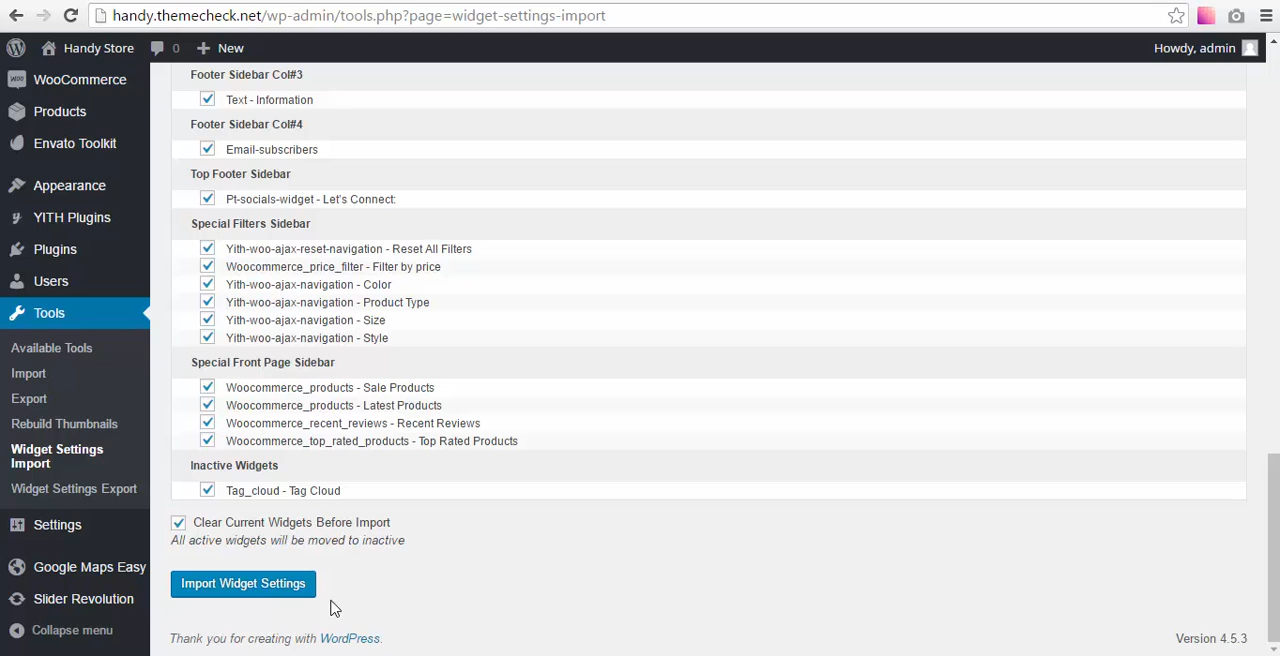 handy.themecheck.net/wp-admin/tools.php?page=widget-settings-import
Handy Store
0
New
Howdy, admin
WooCommerce
Products
Envato Toolkit
Appearance
YITH Plugins
Plugins
Users
Tools
Available Tools
Import
Export
Rebuild Thumbnails
Widget Settings
Import
Widget Settings Export
Settings
Google Maps Easy
Slider Revolution
Collapse menu
Footer Sidebar Col#3
Text - Information
Footer Sidebar Col#4
Email-subscribers
Top Footer Sidebar
Pt-socials-widget - Let's Connect:
Special Filters Sidebar
Yith-woo-ajax-reset-navigation - Reset All Filters
Woocommerce_price_filter - Filter by price
Yith-woo-ajax-navigation - Color
Yith-woo-ajax-navigation - Product Type
Yith-woo-ajax-navigation - Size
Yith-woo-ajax-navigation - Style
Special Front Page Sidebar
Woocommerce_products - Sale Products
Woocommerce_products - Latest Products
Woocommerce_recent_reviews - Recent Reviews
Woocommerce_top_rated_products - Top Rated Products
Inactive Widgets
Tag_cloud - Tag Cloud
Clear Current Widgets Before Import
All active widgets will be moved to inactive
Import Widget Settings
Thank you for creating with WordPress.
Version 4.5.3